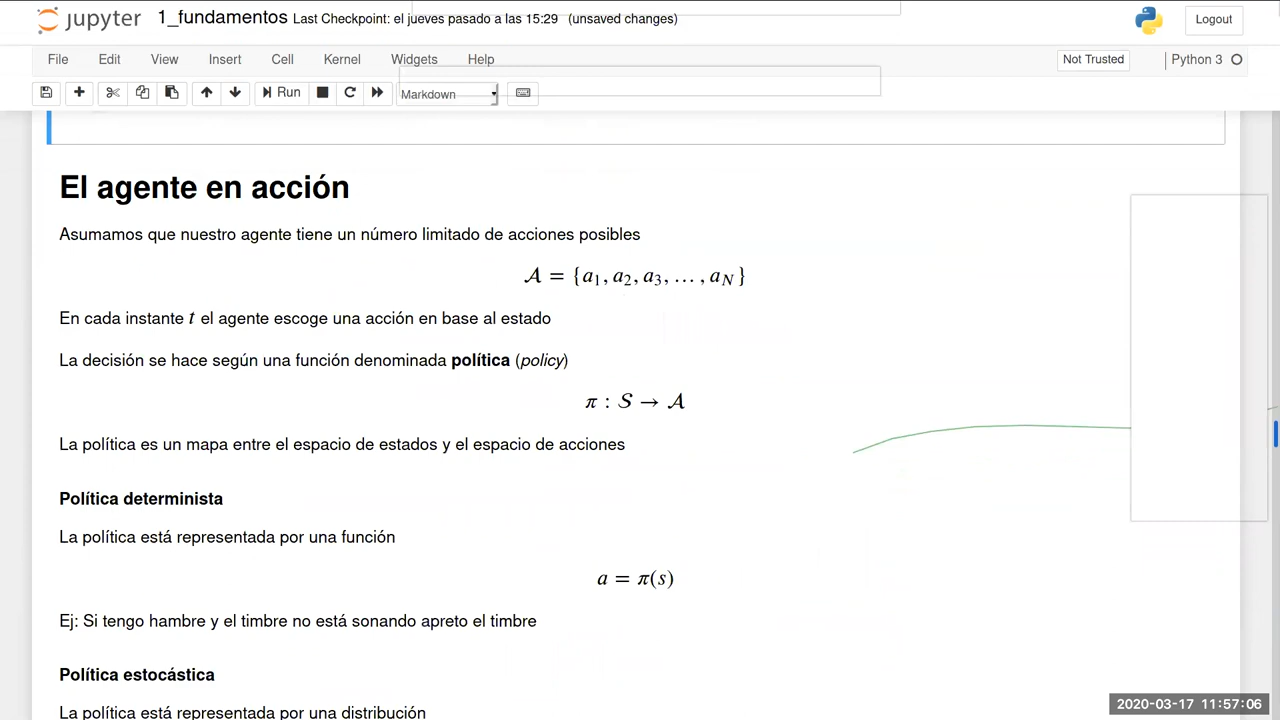 jupyter 1_fundamentos Last Checkpoint: el jueves pasado a las 15:29 (unsaved changes) Logout
File Edit View Insert Cell Kernel Widgets Help Not Trusted Python 3
Run Markdown
El agente en acción
Asumamos que nuestro agente tiene un número limitado de acciones posibles
𝒜 = {a₁, a₂, a₃, … , a_N}
En cada instante t el agente escoge una acción en base al estado
La decisión se hace según una función denominada política (policy)
π : 𝒮 → 𝒜
La política es un mapa entre el espacio de estados y el espacio de acciones
Política determinista
La política está representada por una función
a = π(s)
Ej: Si tengo hambre y el timbre no está sonando apreto el timbre
Política estocástica
La política está representada por una distribución
2020-03-17 11:57:06